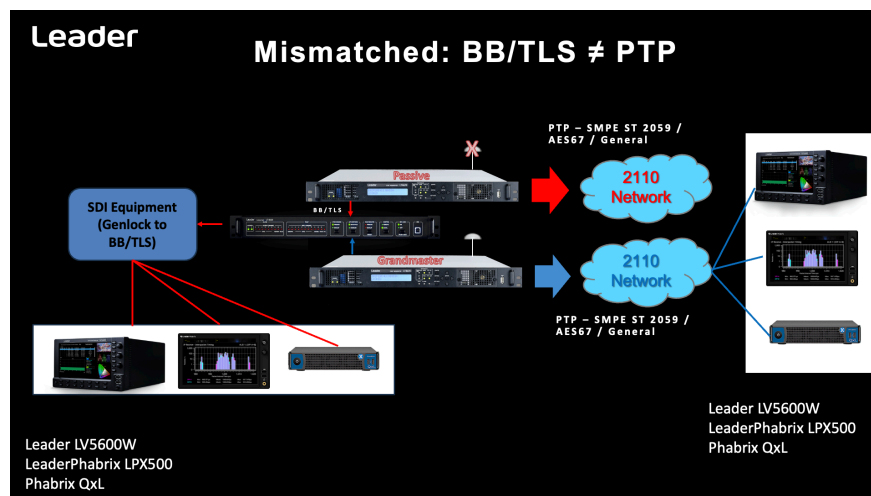 Leader
Mismatched: BB/TLS ≠ PTP
PTP – SMPE ST 2059 /
AES67 / General
Passive
2110
Network
SDI Equipment
(Genlock to
BB/TLS)
BB/TLS
Grandmaster
2110
Network
PTP – SMPE ST 2059 /
AES67 / General
Leader LV5600W
LeaderPhabrix LPX500
Phabrix QxL
Leader LV5600W
LeaderPhabrix LPX500
Phabrix QxL